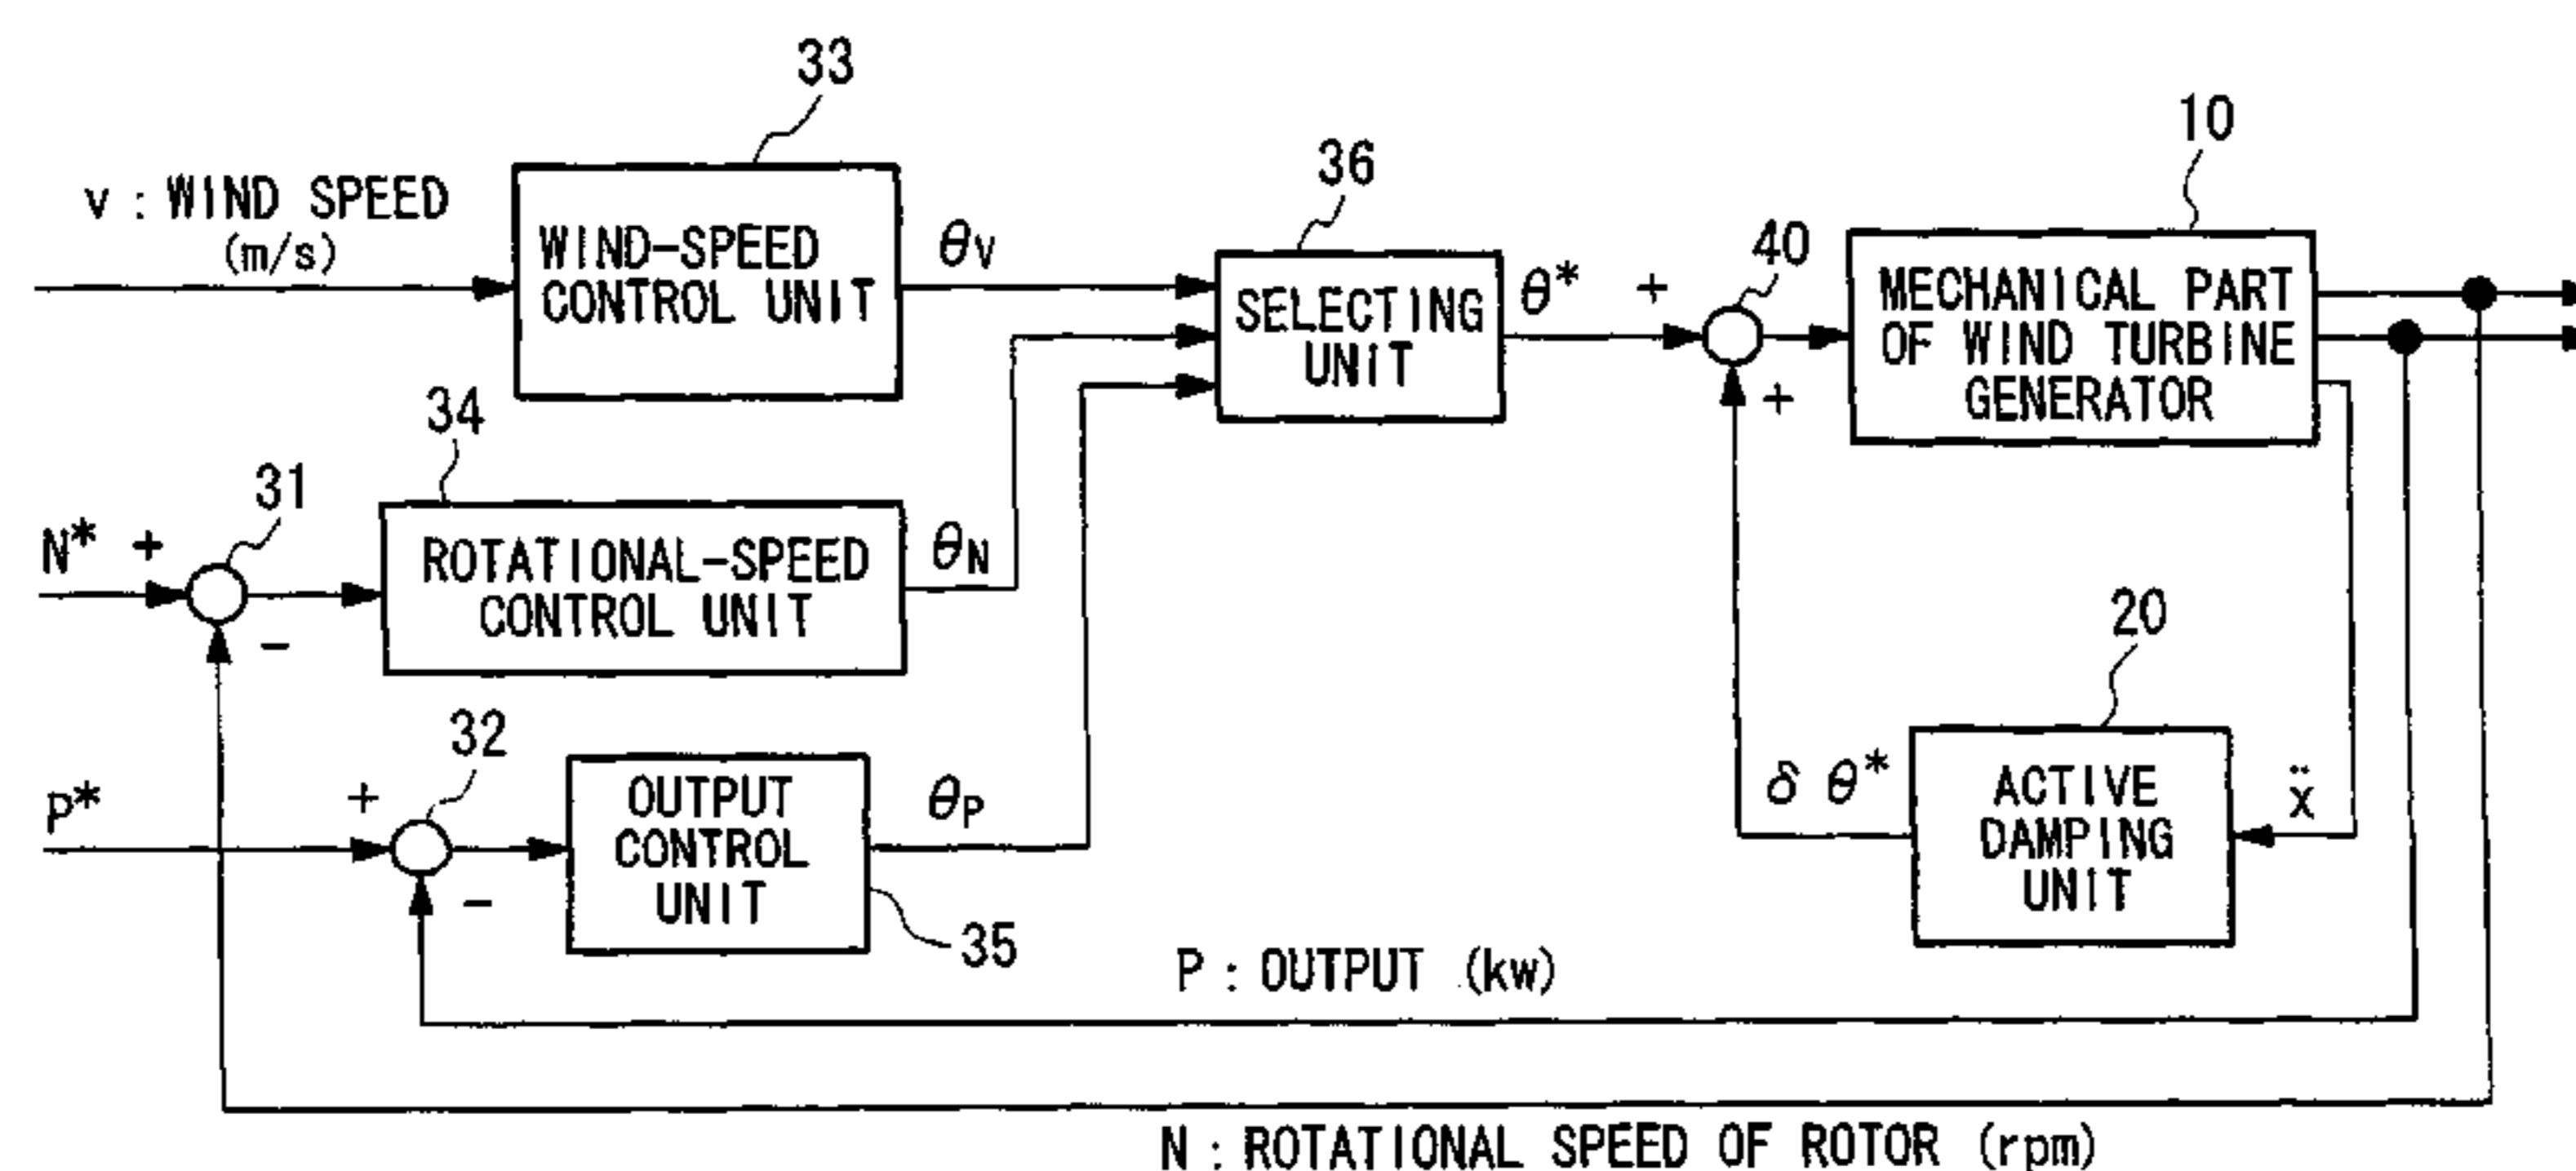 33
10
36
v : WIND SPEED
(m/s)
WIND-SPEED
CONTROL UNIT
θV
40
SELECTING
UNIT
θ* +
+
MECHANICAL PART
OF WIND TURBINE
GENERATOR
34
31
N* +
-
ROTATIONAL-SPEED
CONTROL UNIT
θN
20
32
P* +
-
OUTPUT
CONTROL
UNIT
θP
35
δ θ*
ACTIVE
DAMPING
UNIT
ẍ
P : OUTPUT (kw)
N : ROTATIONAL SPEED OF ROTOR (rpm)